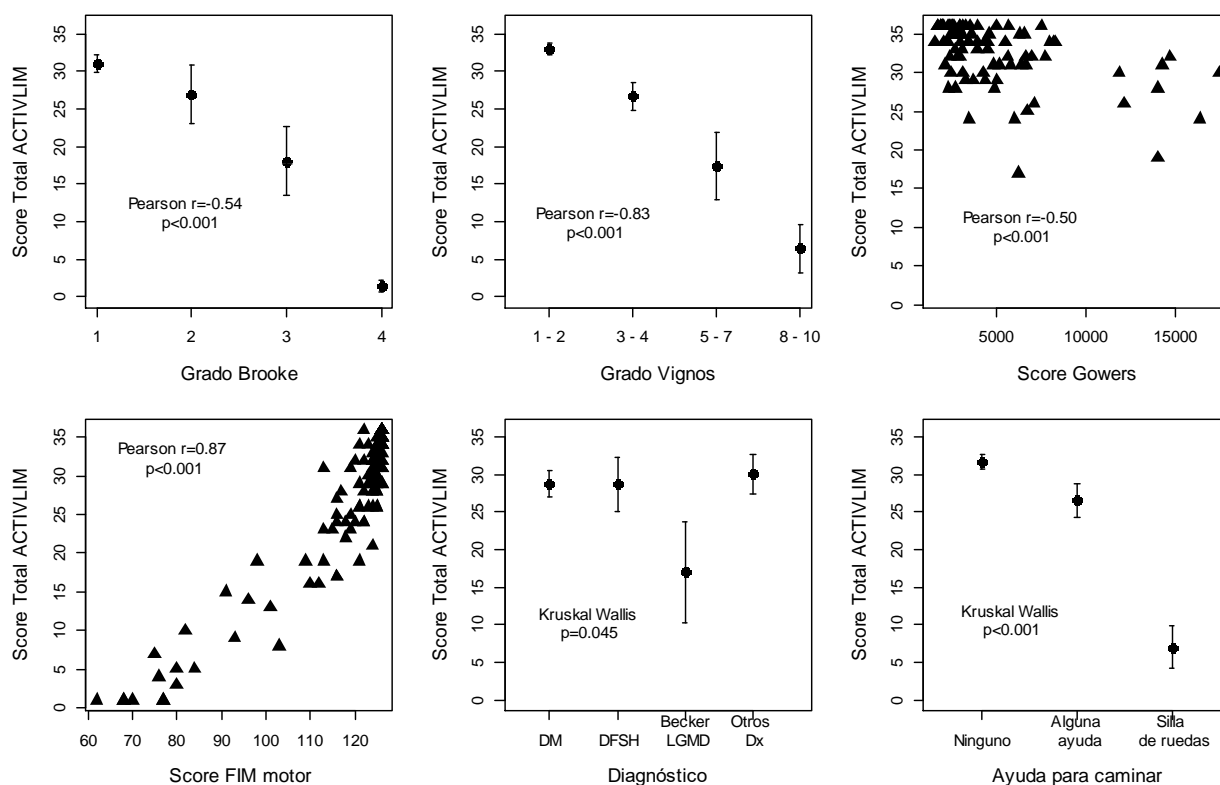 35
30
25
20
15
10
5
0
Score Total ACTIVLIM
Pearson r=-0.54
p<0.001
1 2 3 4
Grado Brooke
35
30
25
20
15
10
5
0
Score Total ACTIVLIM
Pearson r=-0.83
p<0.001
1 - 2 3 - 4 5 - 7 8 - 10
Grado Vignos
35
30
25
20
15
10
5
0
Score Total ACTIVLIM
Pearson r=-0.50
p<0.001
5000 10000 15000
Score Gowers
35
30
25
20
15
10
5
0
Score Total ACTIVLIM
Pearson r=0.87
p<0.001
60 70 80 90 100 110 120
Score FIM motor
35
30
25
20
15
10
5
0
Score Total ACTIVLIM
Kruskal Wallis
p=0.045
Becker Otros
DM DFSH LGMD Dx
Diagnóstico
35
30
25
20
15
10
5
0
Score Total ACTIVLIM
Kruskal Wallis
p<0.001
Alguna Silla
Ninguno ayuda de ruedas
Ayuda para caminar